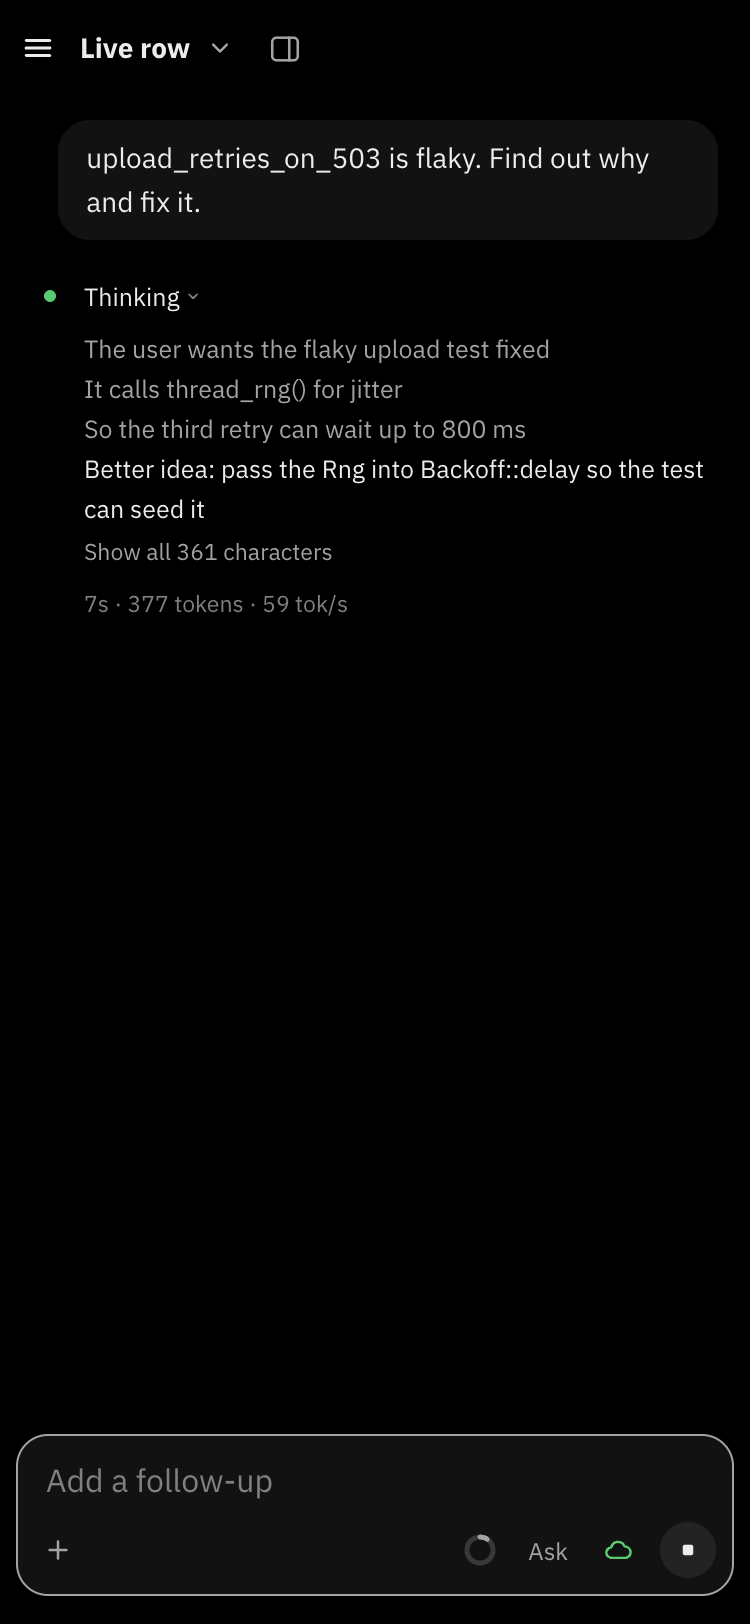 Live row
upload_retries_on_503 is flaky. Find out why
and fix it.
Thinking
The user wants the flaky upload test fixed
It calls thread_rng() for jitter
So the third retry can wait up to 800 ms
Better idea: pass the Rng into Backoff::delay so the test
can seed it
Show all 361 characters
7s · 377 tokens · 59 tok/s
Add a follow-up
Ask